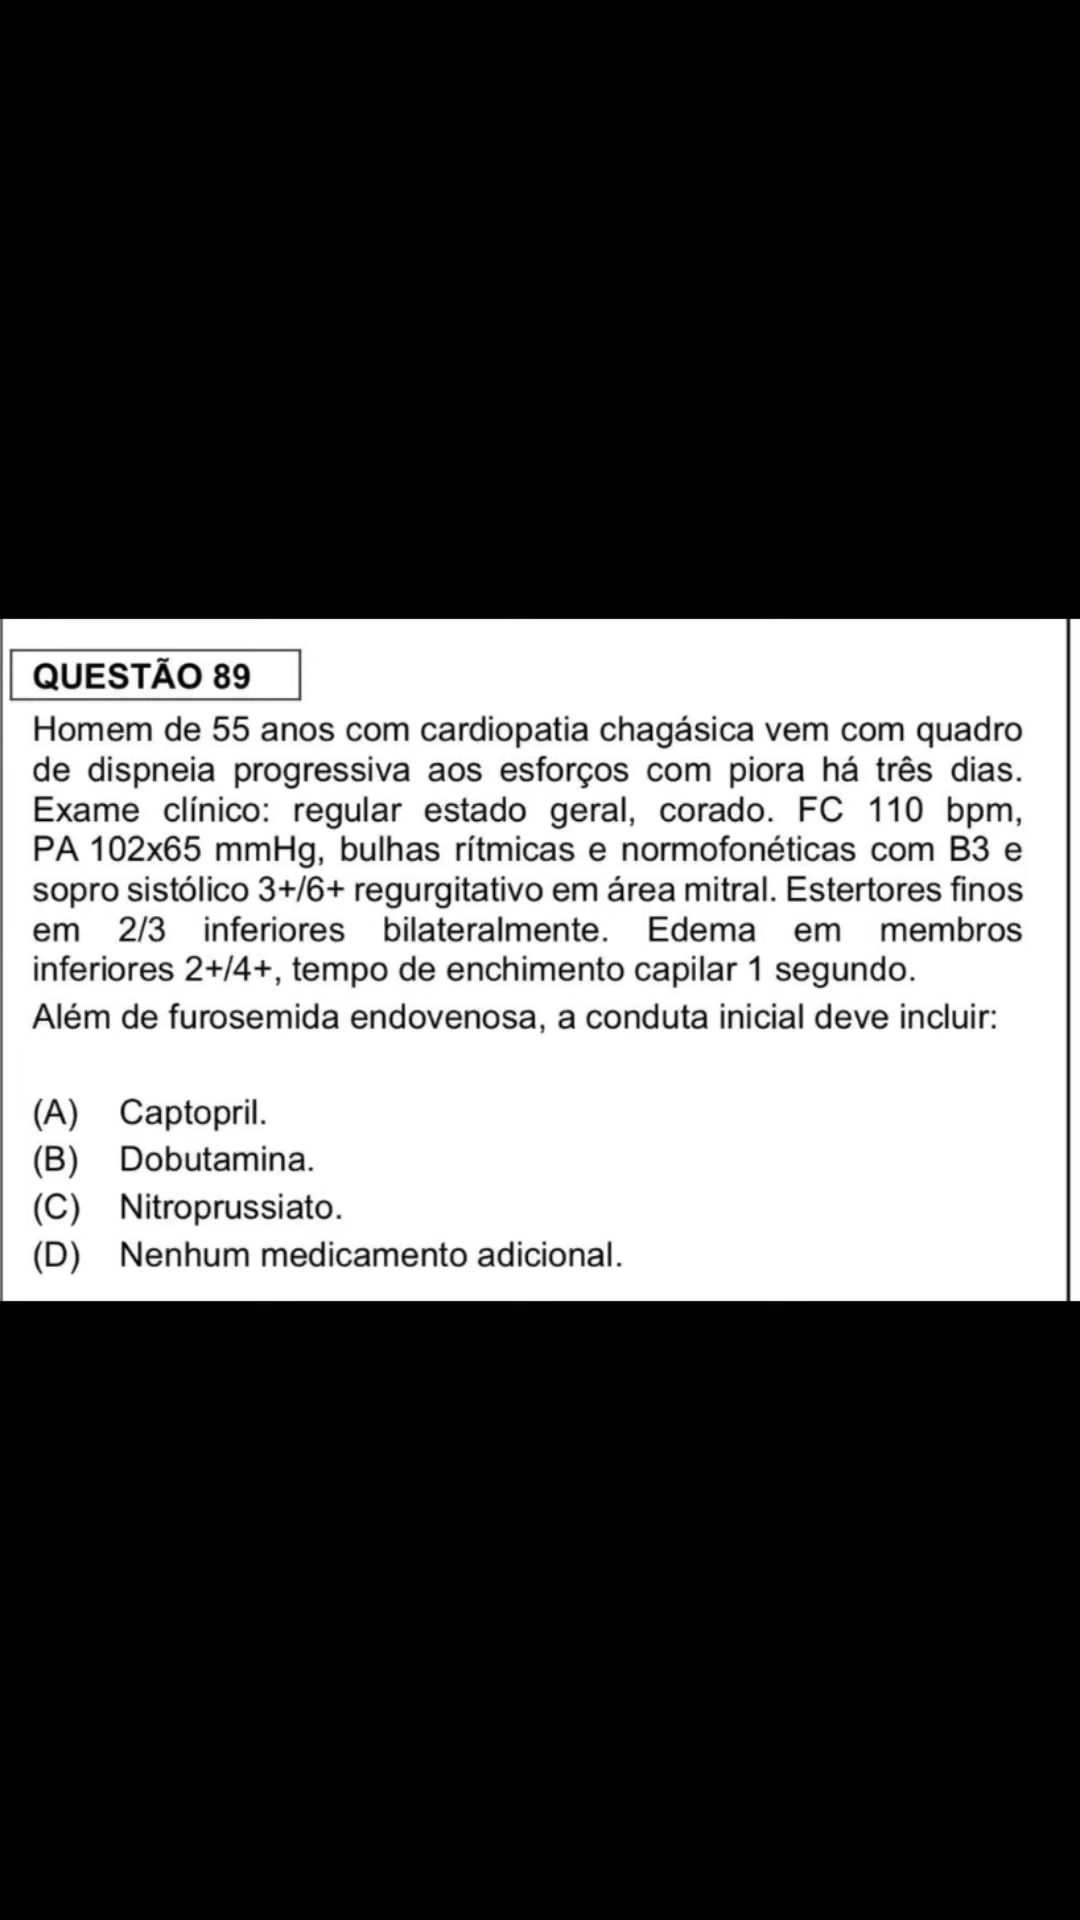 QUESTÃO 89
Homem de 55 anos com cardiopatia chagásica vem com quadro
de dispneia progressiva aos esforços com piora há três dias.
Exame clínico: regular estado geral, corado. FC 110 bpm,
PA 102x65 mmHg, bulhas rítmicas e normofonéticas com B3 e
sopro sistólico 3+/6+ regurgitativo em área mitral. Estertores finos
em 2/3 inferiores bilateralmente. Edema em membros
inferiores 2+/4+, tempo de enchimento capilar 1 segundo.
Além de furosemida endovenosa, a conduta inicial deve incluir:
(A) Captopril.
(B) Dobutamina.
(C) Nitroprussiato.
(D) Nenhum medicamento adicional.